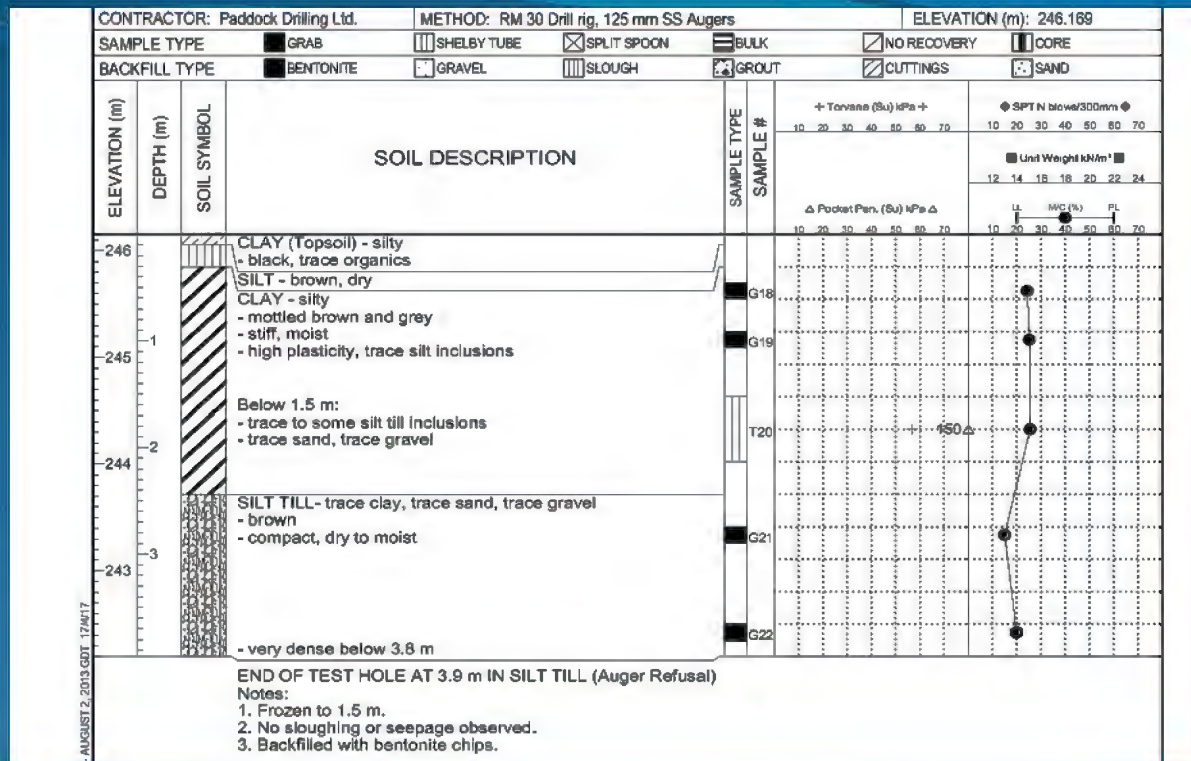 CONTRACTOR: Paddock Drilling Ltd. METHOD: RM 30 Drill rig, 125 mm SS Augers ELEVATION (m): 246.169
SAMPLE TYPE GRAB SHELBY TUBE SPLIT SPOON BULK NO RECOVERY CORE
BACKFILL TYPE BENTONITE GRAVEL SLOUGH GROUT CUTTINGS SAND
ELEVATION (m)
DEPTH (m)
SOIL SYMBOL
SOIL DESCRIPTION
SAMPLE TYPE
SAMPLE #
+ Torvane (Su) kPa +
10 20 30 40 50 60 70
△ Pocket Pen. (Su) kPa △
10 20 30 40 50 60 70
◆ SPT N blows/300mm ◆
10 20 30 40 50 60 70
■ Unit Weight kN/m³ ■
12 14 16 18 20 22 24
LL M/C (%) PL
10 20 30 40 50 60 70
246
CLAY (Topsoil) - silty
- black, trace organics
SILT - brown, dry
CLAY - silty
G18
- mottled brown and grey
- stiff, moist
1
G19
- high plasticity, trace silt inclusions
245
Below 1.5 m:
- trace to some silt till inclusions
T20
150
- trace sand, trace gravel
2
244
SILT TILL- trace clay, trace sand, trace gravel
- brown
- compact, dry to moist
G21
3
243
G22
- very dense below 3.8 m
END OF TEST HOLE AT 3.9 m IN SILT TILL (Auger Refusal)
Notes:
1. Frozen to 1.5 m.
2. No sloughing or seepage observed.
3. Backfilled with bentonite chips.
AUGUST 2, 2013.GDT 17/4/17